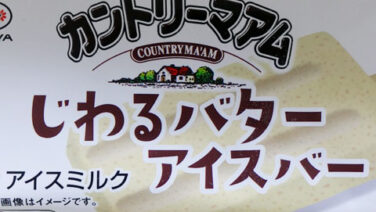 YA
カントリーマアム
COUNTRY MA'AM
じわるバター
アイスバー
アイスミルク
画像はイメージです。